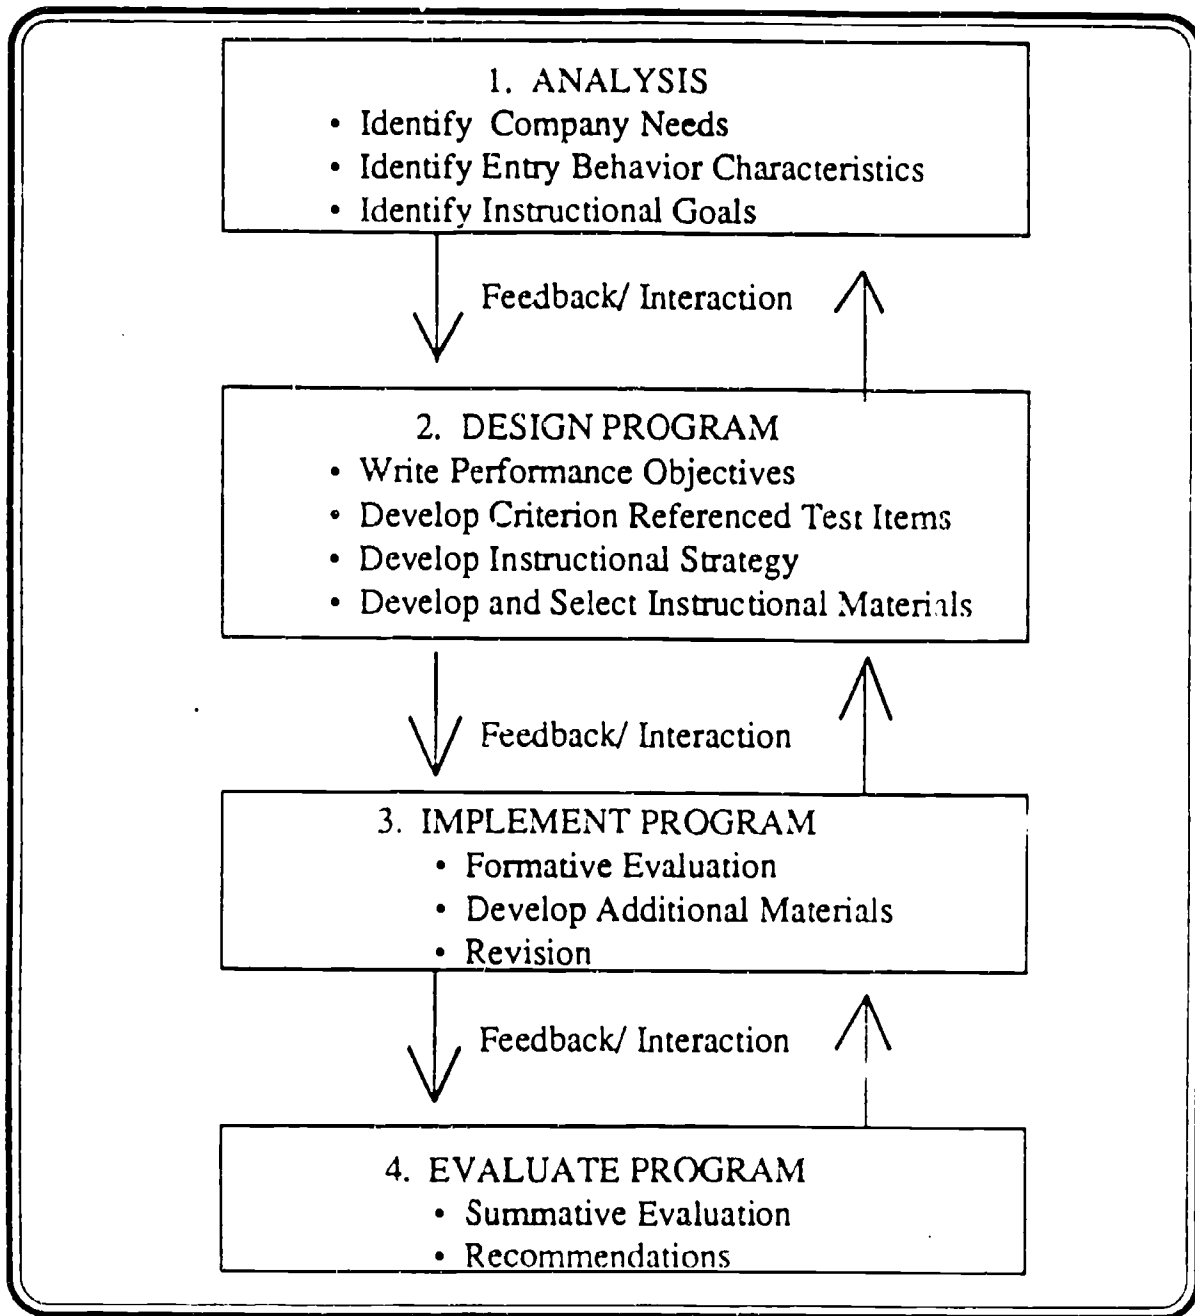 1. ANALYSIS
• Identify Company Needs
• Identify Entry Behavior Characteristics
• Identify Instructional Goals
Feedback/ Interaction
2. DESIGN PROGRAM
• Write Performance Objectives
• Develop Criterion Referenced Test Items
• Develop Instructional Strategy
• Develop and Select Instructional Materials
Feedback/ Interaction
3. IMPLEMENT PROGRAM
• Formative Evaluation
• Develop Additional Materials
• Revision
Feedback/ Interaction
4. EVALUATE PROGRAM
• Summative Evaluation
• Recommendations